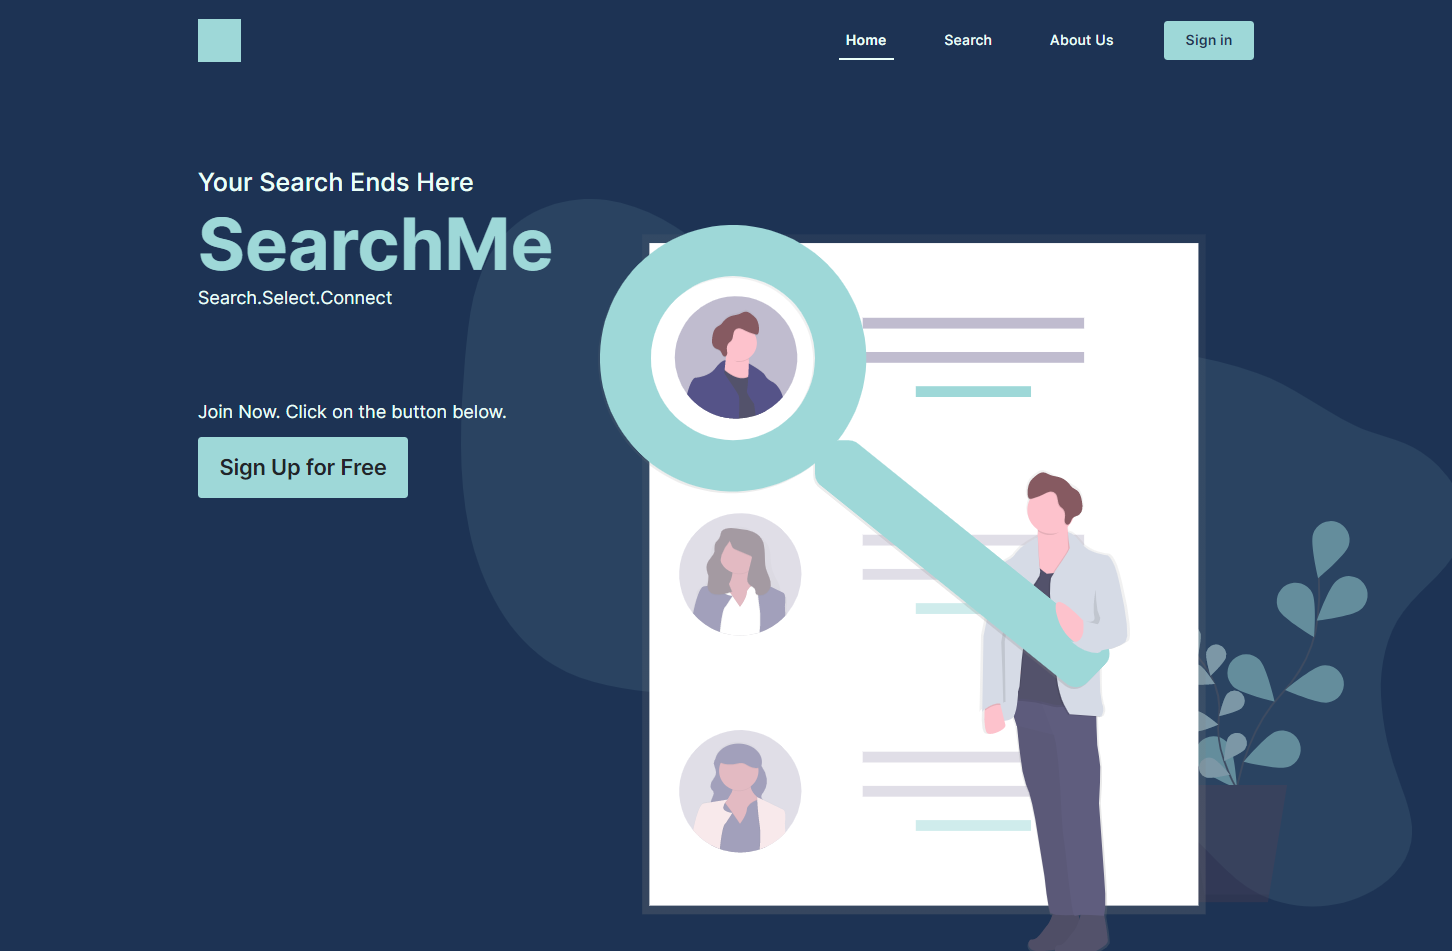 Home Search About Us Sign in
Your Search Ends Here
SearchMe
Search.Select.Connect
Join Now. Click on the button below.
Sign Up for Free